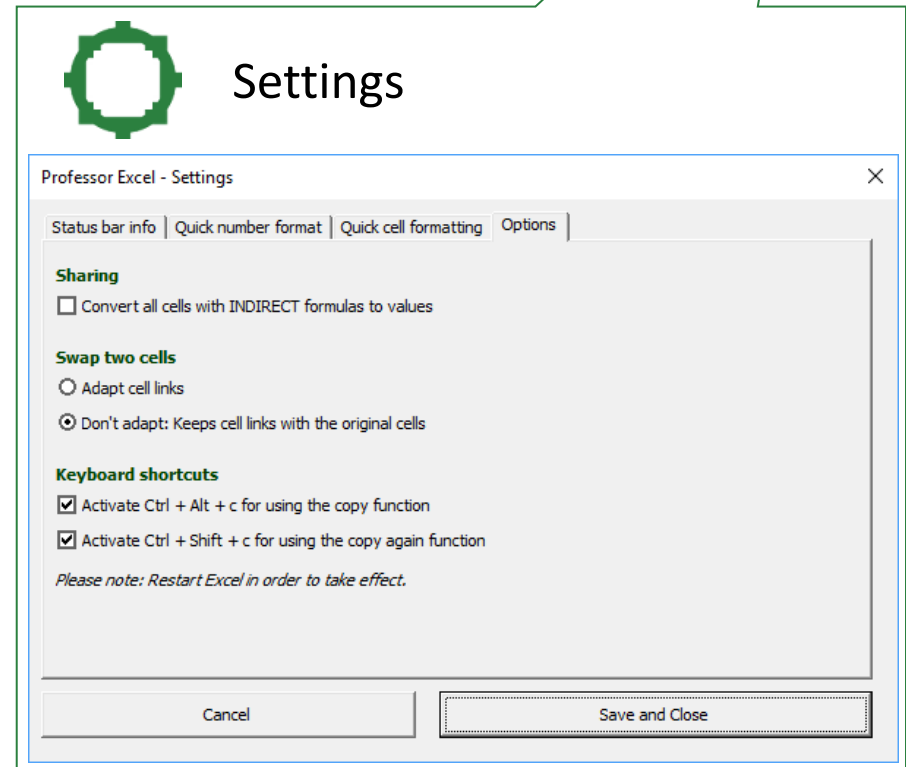 Settings
Professor Excel - Settings
Status bar info
Quick number format
Quick cell formatting
Options
Sharing
Convert all cells with INDIRECT formulas to values
Swap two cells
Adapt cell links
Don't adapt: Keeps cell links with the original cells
Keyboard shortcuts
Activate Ctrl + Alt + c for using the copy function
Activate Ctrl + Shift + c for using the copy again function
Please note: Restart Excel in order to take effect.
Cancel
Save and Close